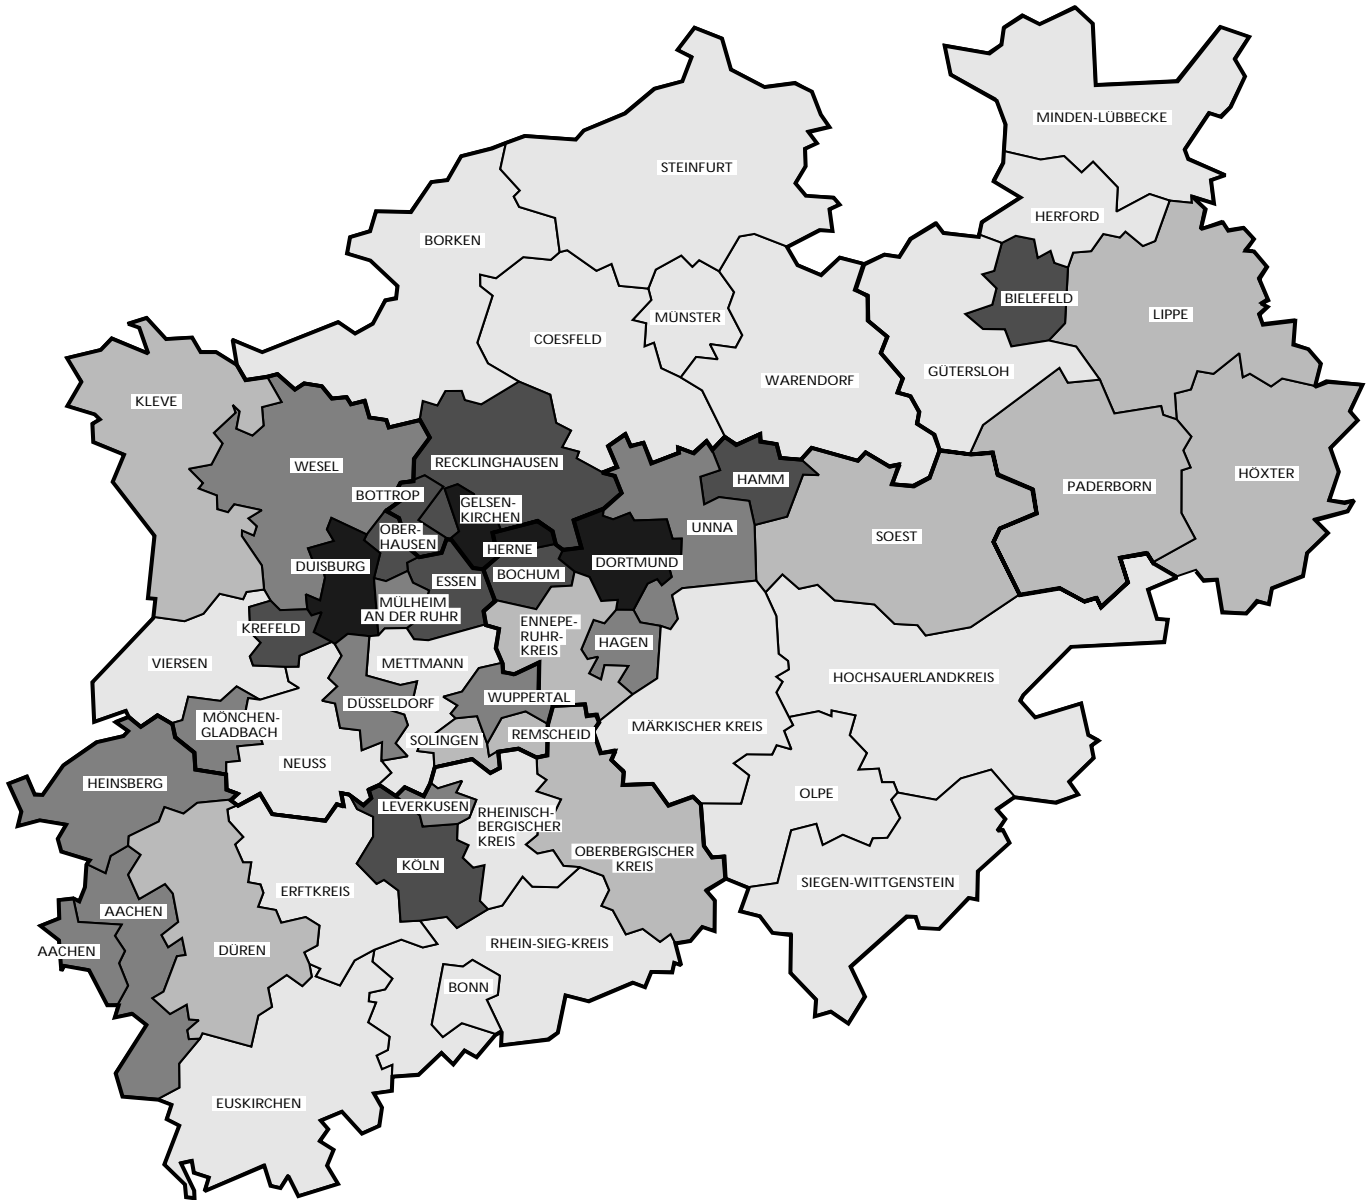 MINDEN-LÜBBECKE
STEINFURT
HERFORD
BORKEN
BIELEFELD
LIPPE
MÜNSTER
COESFELD
GÜTERSLOH
WARENDORF
KLEVE
WESEL
RECKLINGHAUSEN
HAMM
HÖXTER
PADERBORN
BOTTROP
GELSEN-
KIRCHEN
UNNA
SOEST
OBER-
HAUSEN
HERNE
DUISBURG
DORTMUND
BOCHUM
ESSEN
MÜLHEIM
AN DER RUHR
KREFELD
ENNEPE-
RUHR-
KREIS
HAGEN
VIERSEN
METTMANN
HOCHSAUERLANDKREIS
DÜSSELDORF
WUPPERTAL
MÖNCHEN-
GLADBACH
MÄRKISCHER KREIS
SOLINGEN
REMSCHEID
NEUSS
HEINSBERG
OLPE
LEVERKUSEN
RHEINISCH-
BERGISCHER
KREIS
OBERBERGISCHER
KREIS
KÖLN
ERFTKREIS
SIEGEN-WITTGENSTEIN
AACHEN
RHEIN-SIEG-KREIS
AACHEN
DÜREN
BONN
EUSKIRCHEN